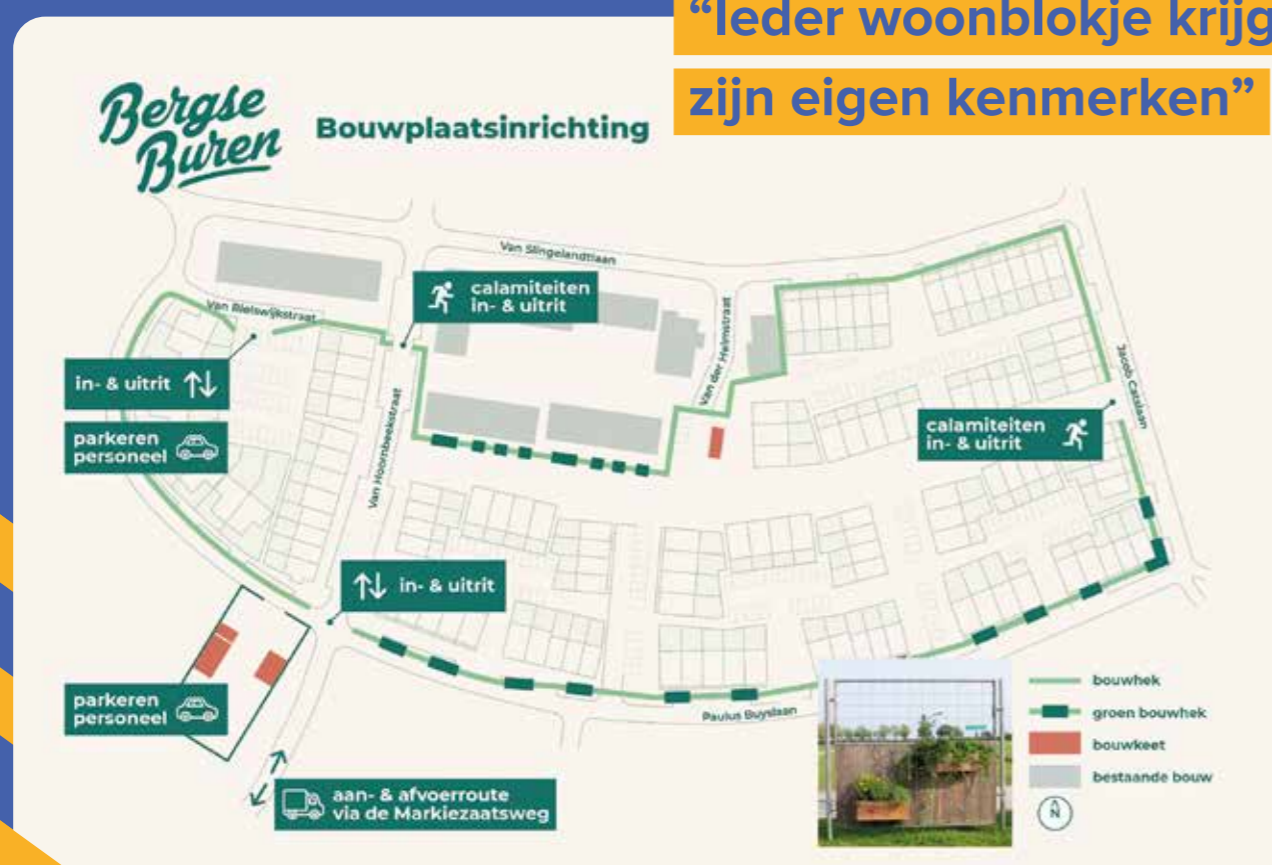 “Ieder woonblokje krijg
zijn eigen kenmerken”
Bergse
Buren
Bouwplaatsinrichting
Van Slingelandtlaan
calamiteiten
in- & uitrit
Van Rietswijkstraat
Van der Heimstraat
Jacob Catslaan
in- & uitrit
parkeren
personeel
Van Hoornbeekstraat
calamiteiten
in- & uitrit
in- & uitrit
parkeren
personeel
Paulus Buyslaan
aan- & afvoerroute
via de Markiezaatsweg
bouwhek
groen bouwhek
bouwkeet
bestaande bouw
N